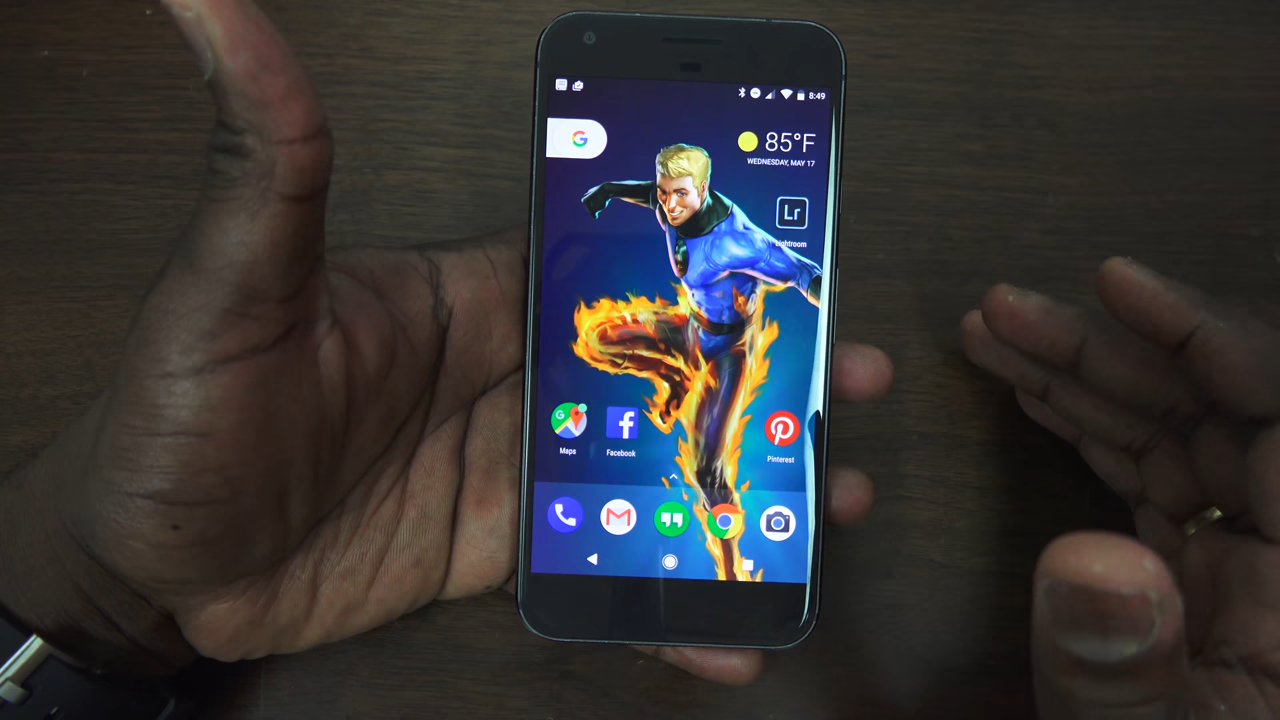 8:49
G
85°F
WEDNESDAY, MAY 17
Lr
Lightroom
G
f
Maps
Facebook
Pinterest